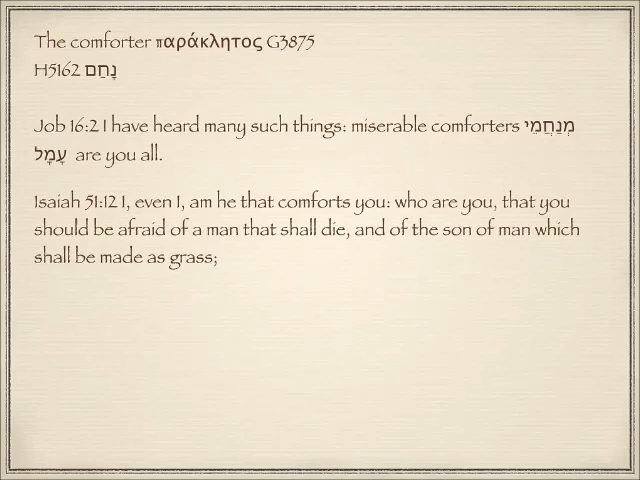 The comforter παράκλητος G3875
H5162 נָחַם
Job 16:2 I have heard many such things: miserable comforters מְנַחֲמֵי
עָמָל are you all.
Isaiah 51:12 I, even I, am he that comforts you: who are you, that you
should be afraid of a man that shall die, and of the son of man which
shall be made as grass;